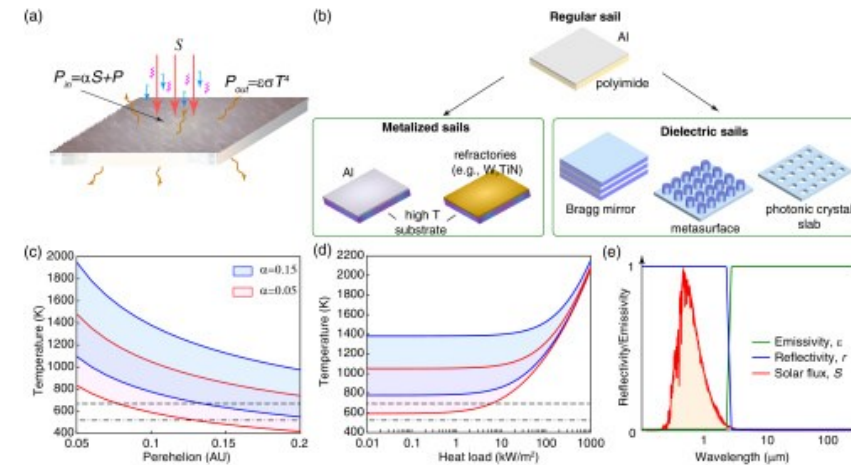 (a)
S
P_in=αS+P
P_out=εσT⁴
(b)
Regular sail
Al
polyimide
Metalized sails
Al
refractories
(e.g., W,TiN)
high T
substrate
Dielectric sails
Bragg mirror
metasurface
photonic crystal
slab
(c)
2000
1800
1600
1400
1200
1000
800
600
400
Temperature (K)
α=0.15
α=0.05
0.05
0.1
0.15
0.2
Perehelion (AU)
(d)
2200
2000
1800
1600
1400
1200
1000
800
600
400
Temperature (K)
0.01
0.1
1
10
100
1000
Heat load (kW/m²)
(e)
1
0
Reflectivity/Emissivity
Emissivity, ε
Reflectivity, r
Solar flux, S
1
10
100
Wavelength (μm)